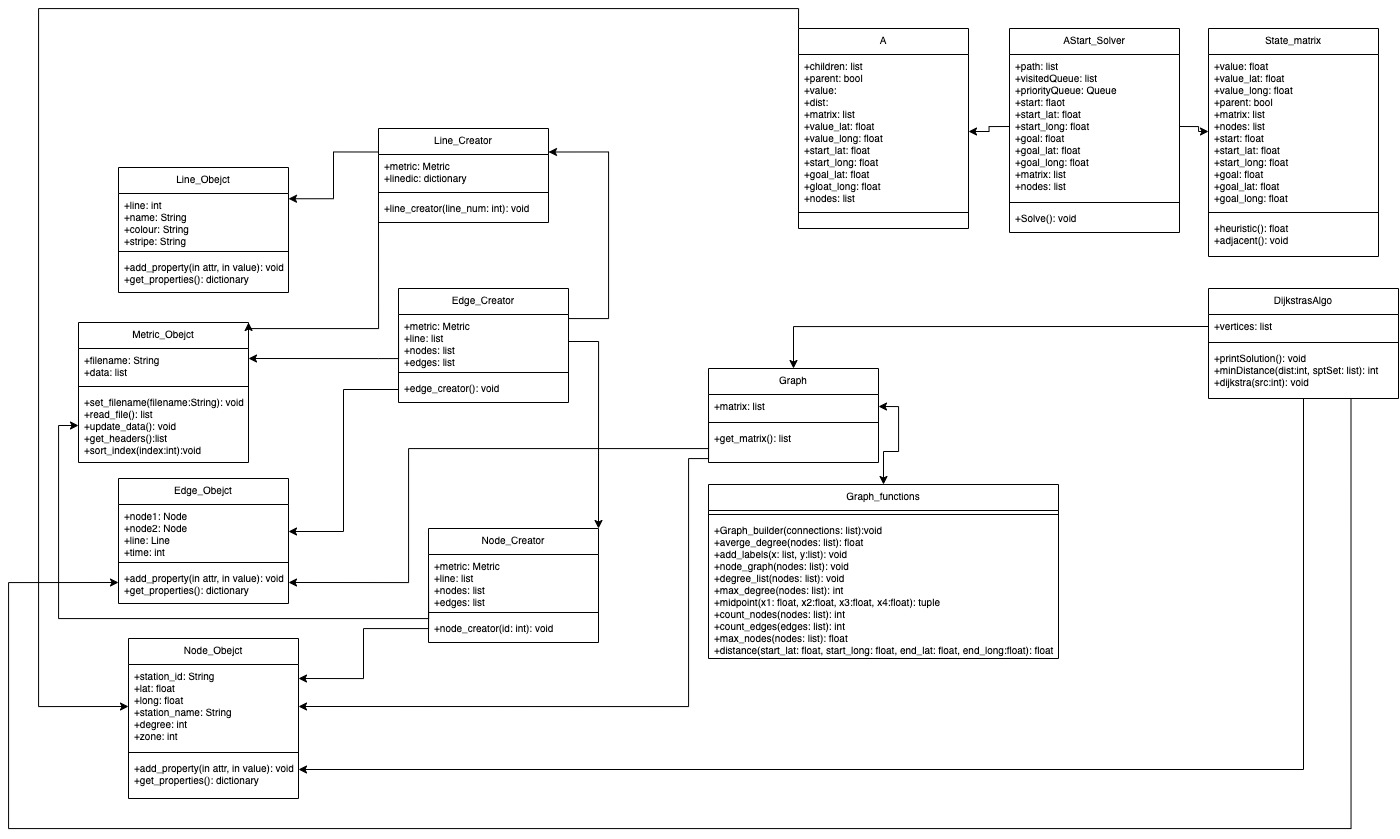 A
+children: list
+parent: bool
+value:
+dist:
+matrix: list
+value_lat: float
+value_long: float
+start_lat: float
+start_long: float
+goal_lat: float
+gloat_long: float
+nodes: list
AStart_Solver
+path: list
+visitedQueue: list
+priorityQueue: Queue
+start: flaot
+start_lat: float
+start_long: float
+goal: float
+goal_lat: float
+goal_long: float
+matrix: list
+nodes: list
+Solve(): void
State_matrix
+value: float
+value_lat: float
+value_long: float
+parent: bool
+matrix: list
+nodes: list
+start: float
+start_lat: float
+start_long: float
+goal: float
+goal_lat: float
+goal_long: float
+heuristic(): float
+adjacent(): void
Line_Creator
+metric: Metric
+linedic: dictionary
+line_creator(line_num: int): void
Line_Obejct
+line: int
+name: String
+colour: String
+stripe: String
+add_property(in attr, in value): void
+get_properties(): dictionary
Edge_Creator
+metric: Metric
+line: list
+nodes: list
+edges: list
+edge_creator(): void
DijkstrasAlgo
+vertices: list
+printSolution(): void
+minDistance(dist:int, sptSet: list): int
+dijkstra(src:int): void
Metric_Obejct
+filename: String
+data: list
+set_filename(filename:String): void
+read_file(): list
+update_data(): void
+get_headers():list
+sort_index(index:int):void
Graph
+matrix: list
+get_matrix(): list
Edge_Obejct
+node1: Node
+node2: Node
+line: Line
+time: int
+add_property(in attr, in value): void
+get_properties(): dictionary
Graph_functions
+Graph_builder(connections: list):void
+averge_degree(nodes: list): float
+add_labels(x: list, y:list): void
+node_graph(nodes: list): void
+degree_list(nodes: list): void
+max_degree(nodes: list): int
+midpoint(x1: float, x2:float, x3:float, x4:float): tuple
+count_nodes(nodes: list): int
+count_edges(edges: list): int
+max_nodes(nodes: list): float
+distance(start_lat: float, start_long: float, end_lat: float, end_long:float): float
Node_Creator
+metric: Metric
+line: list
+nodes: list
+edges: list
+node_creator(id: int): void
Node_Obejct
+station_id: String
+lat: float
+long: float
+station_name: String
+degree: int
+zone: int
+add_property(in attr, in value): void
+get_properties(): dictionary